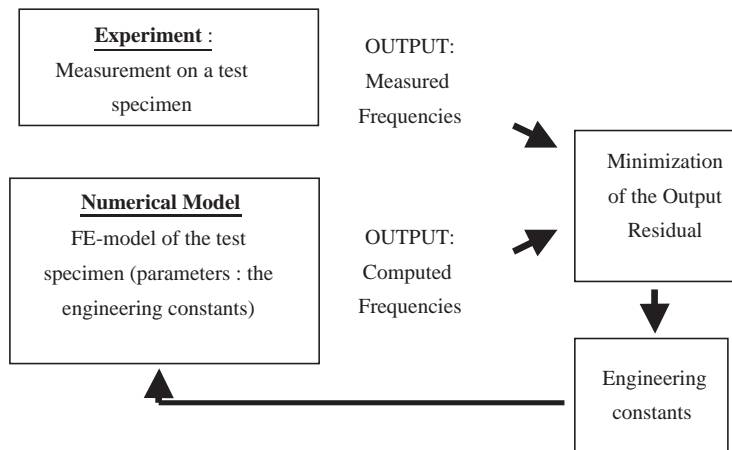 Experiment :
Measurement on a test
specimen
OUTPUT:
Measured
Frequencies
Numerical Model
FE-model of the test
specimen (parameters : the
engineering constants)
OUTPUT:
Computed
Frequencies
Minimization
of the Output
Residual
Engineering
constants